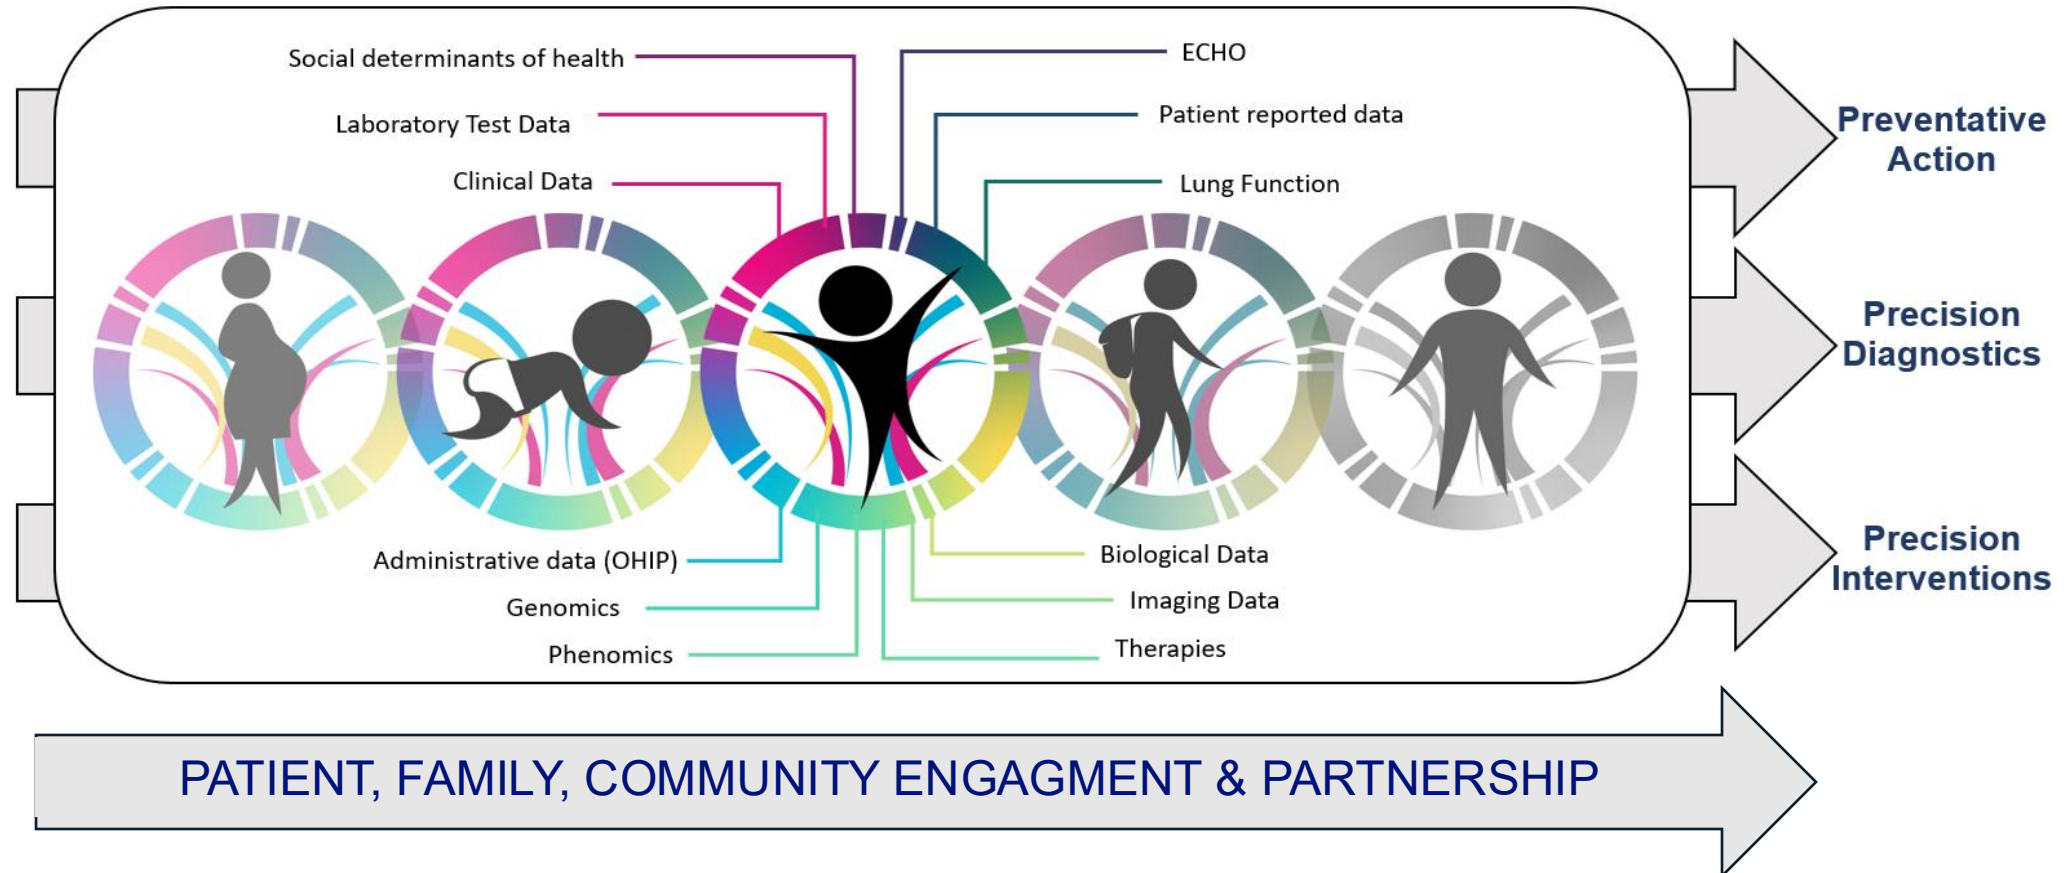 Social determinants of health
ECHO
Laboratory Test Data
Patient reported data
Clinical Data
Lung Function
Preventative
Action
Precision
Diagnostics
Precision
Interventions
Administrative data (OHIP)
Biological Data
Genomics
Imaging Data
Phenomics
Therapies
PATIENT, FAMILY, COMMUNITY ENGAGMENT & PARTNERSHIP